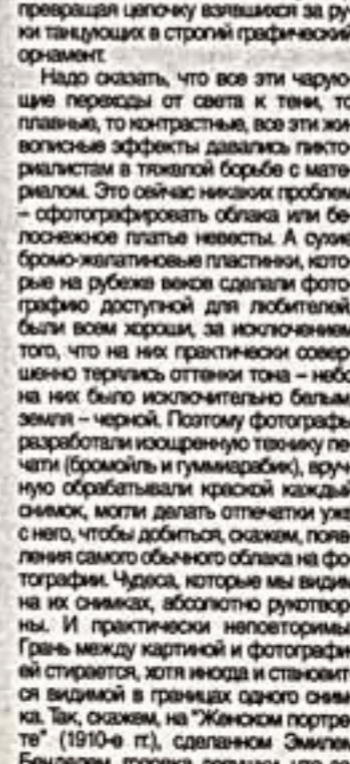 превращая цепочку взявшихся за ру-
ки танцующих в строгий графический
орнамент.
Надо сказать, что все эти чарую-
щие переходы от света к тени, то
плавные, то контрастные, все эти жи-
вописные эффекты давались пикто-
риалистам в тяжелой борьбе с мате-
риалом. Это сейчас никаких проблем
– сфотографировать облака или бе-
лоснежное платье невесты. А сухие
бромо-желатиновые пластинки, кото-
рые на рубеже веков сделали фото-
графию доступной для любителей,
были всем хороши, за исключением
того, что на них практически совер-
шенно терялись оттенки тона – небо
на них было исключительно белым,
земля – черной. Поэтому фотографы
разработали изощренную технику пе-
чати (бромойль и гуммиарабик), вруч-
ную обрабатывали краской каждый
снимок, могли делать отпечатки уже
с него, чтобы добиться, скажем, появ-
ления самого обычного облака на фо-
тографии. Чудеса, которые мы видим
на их снимках, абсолютно рукотвор-
ны. И практически неповторимы.
Грань между картиной и фотографи-
ей стирается, хотя иногда и становит-
ся видимой в границах одного сним-
ка. Так, скажем, на "Женском портре-
те" (1910-е гг.), сделанном Эмилем